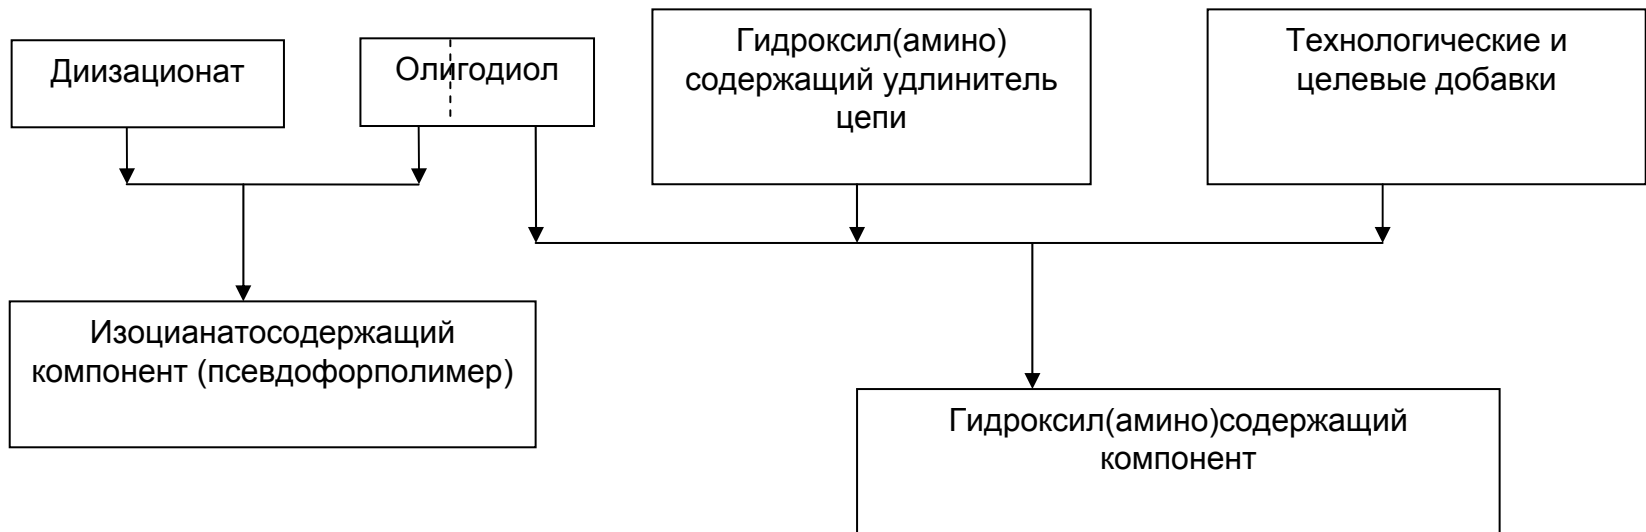 Диизационат
Олигодиол
Гидроксил(амино)
содержащий удлинитель
цепи
Технологические и
целевые добавки
Изоцианатосодержащий
компонент (псевдофорполимер)
Гидроксил(амино)содержащий
компонент